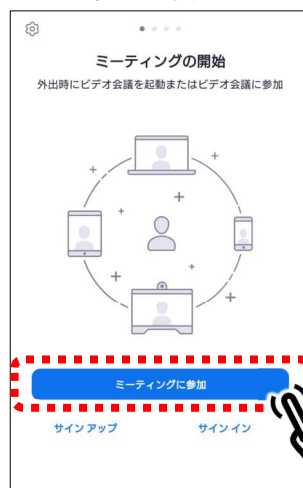 ミーティングの開始
外出時にビデオ会議を起動またはビデオ会議に参加
ミーティングに参加
サインアップ
サインイン